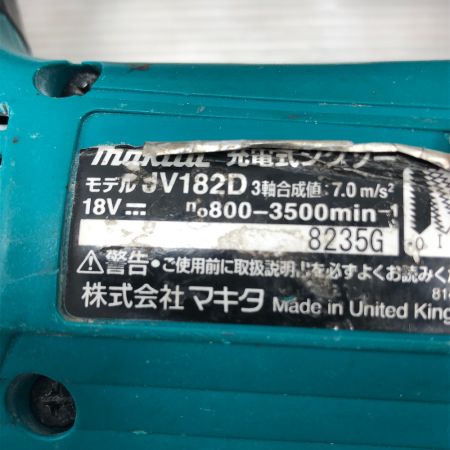 makita 充電式ジグソー
モデル JV182D 3軸合成値: 7.0 m/s²
18V⎓ n₀800-3500min⁻¹
8235G
⚠警告・ご使用前に取扱説明 を必ずよくお読みくだ
株式会社 マキタ Made in United King